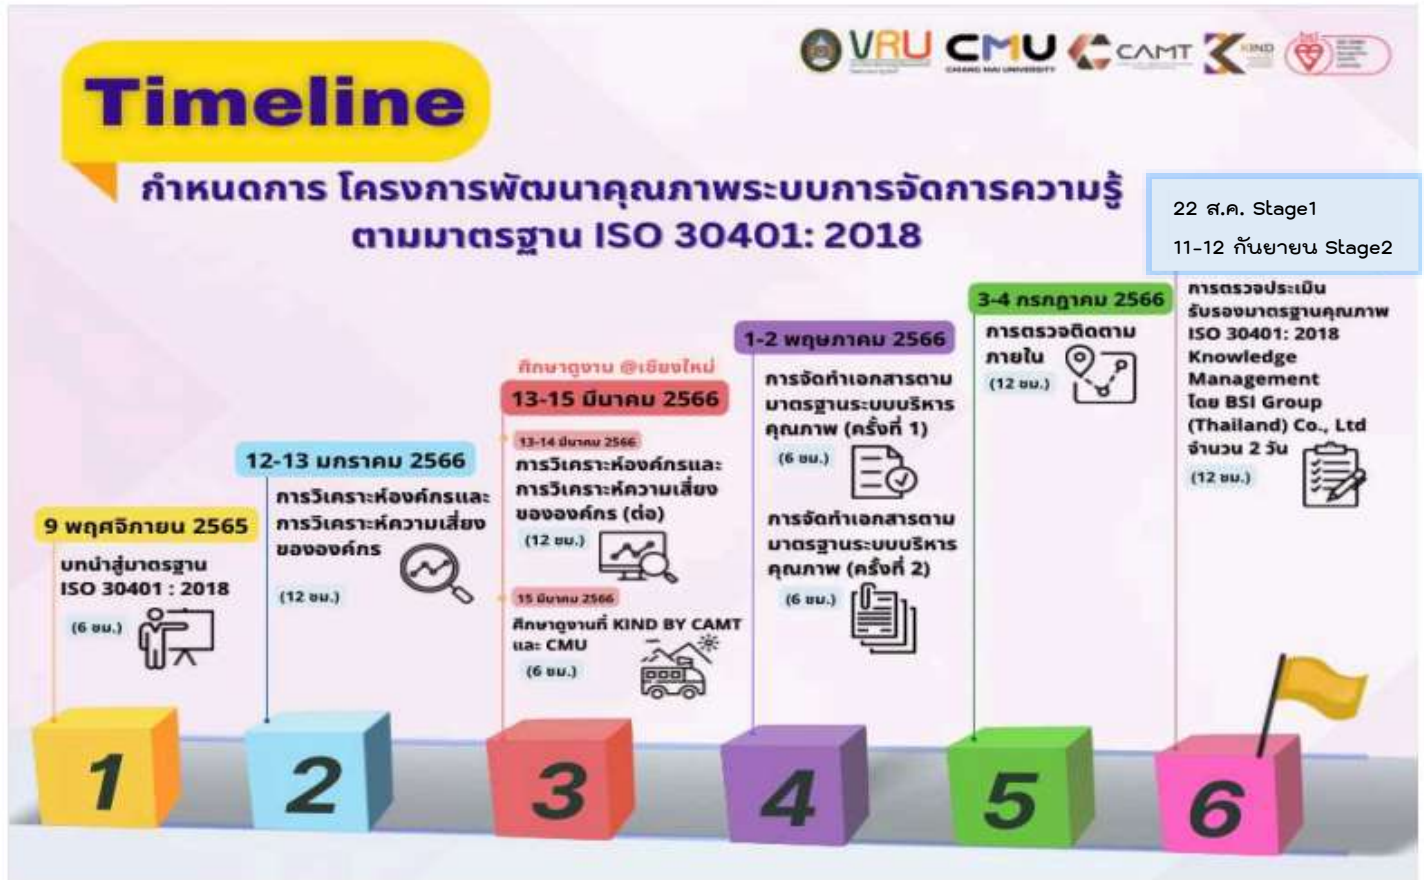 Timeline
VRU
CMU
CHIANG MAI UNIVERSITY
CAMT
KIND
bsi
กำหนดการ โครงการพัฒนาคุณภาพระบบการจัดการความรู้
ตามมาตรฐาน ISO 30401: 2018
22 ส.ค. Stage1
11-12 กันยายน Stage2
9 พฤศจิกายน 2565
บทนำสู่มาตรฐาน
ISO 30401 : 2018
(6 ชม.)
12-13 มกราคม 2566
การวิเคราะห์องค์กรและ
การวิเคราะห์ความเสี่ยง
ขององค์กร
(12 ชม.)
ศึกษาดูงาน @เชียงใหม่
13-15 มีนาคม 2566
13-14 มีนาคม 2566
การวิเคราะห์องค์กรและ
การวิเคราะห์ความเสี่ยง
ขององค์กร (ต่อ)
(12 ชม.)
15 มีนาคม 2566
ศึกษาดูงานที่ KIND BY CAMT
และ CMU
(6 ชม.)
1-2 พฤษภาคม 2566
การจัดทำเอกสารตาม
มาตรฐานระบบบริหาร
คุณภาพ (ครั้งที่ 1)
(6 ชม.)
การจัดทำเอกสารตาม
มาตรฐานระบบบริหาร
คุณภาพ (ครั้งที่ 2)
(6 ชม.)
3-4 กรกฎาคม 2566
การตรวจติดตาม
ภายใน
(12 ชม.)
การตรวจประเมิน
รับรองมาตรฐานคุณภาพ
ISO 30401: 2018
Knowledge
Management
โดย BSI Group
(Thailand) Co., Ltd
จำนวน 2 วัน
(12 ชม.)
1
2
3
4
5
6